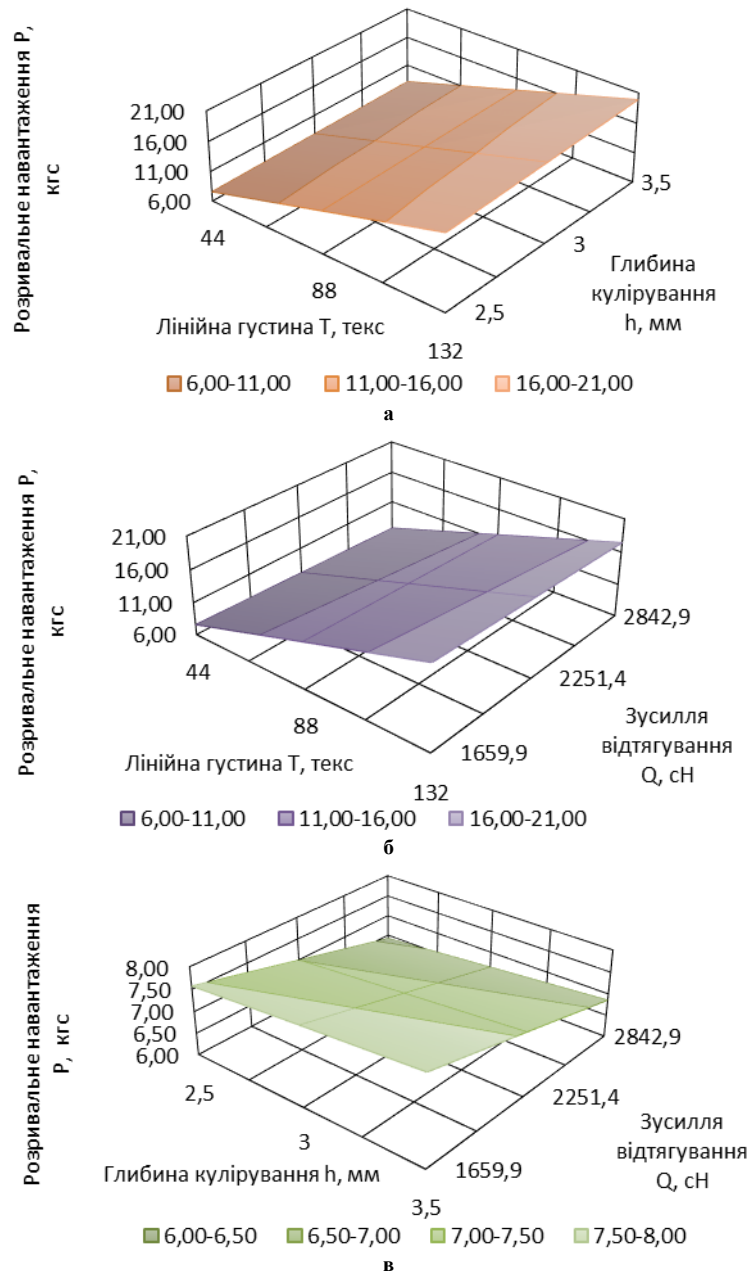 Розривальне навантаження Р,
кгс
21,00
16,00
11,00
6,00
44
88
132
Лінійна густина Т, текс
2,5
3
3,5
Глибина
кулірування
h, мм
6,00-11,00 11,00-16,00 16,00-21,00
а
Розривальне навантаження Р,
кгс
21,00
16,00
11,00
6,00
44
88
132
Лінійна густина Т, текс
1659,9
2251,4
2842,9
Зусилля
відтягування
Q, сН
6,00-11,00 11,00-16,00 16,00-21,00
б
Розривальне навантаження
Р, кгс
8,00
7,50
7,00
6,50
6,00
2,5
3
3,5
Глибина кулірування h, мм
1659,9
2251,4
2842,9
Зусилля
відтягування
Q, сН
6,00-6,50 6,50-7,00 7,00-7,50 7,50-8,00
в